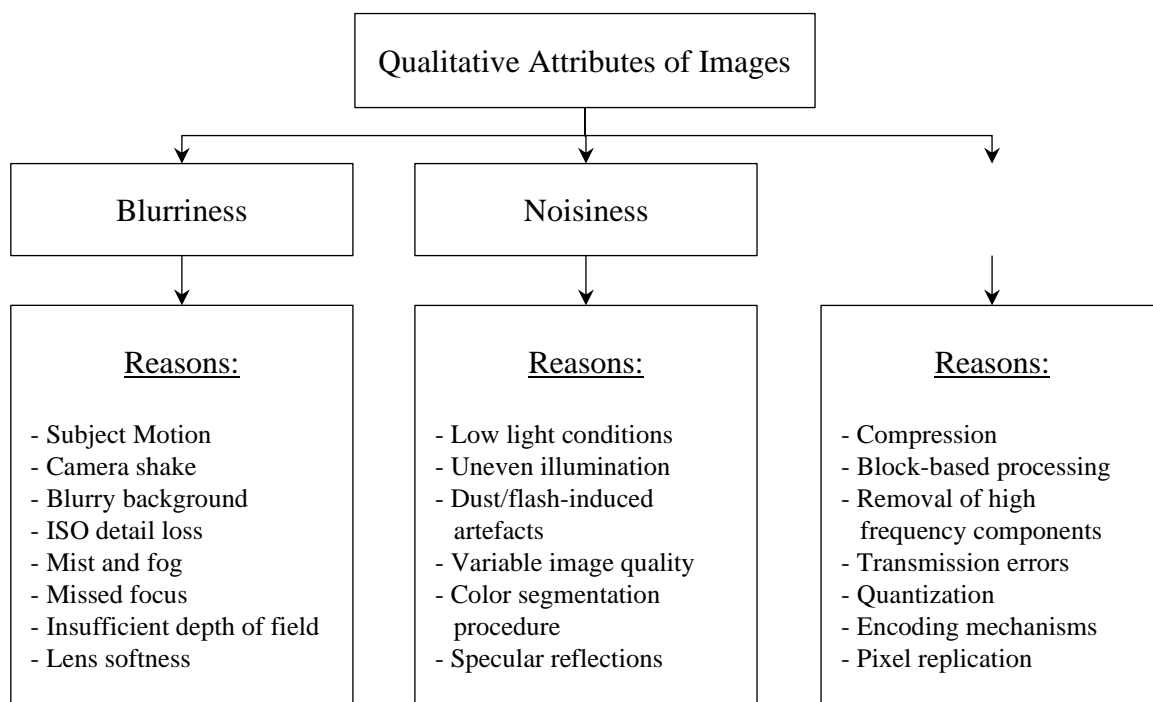 Qualitative Attributes of Images
Blurriness
Noisiness
Reasons:
- Subject Motion
- Camera shake
- Blurry background
- ISO detail loss
- Mist and fog
- Missed focus
- Insufficient depth of field
- Lens softness
Reasons:
- Low light conditions
- Uneven illumination
- Dust/flash-induced
artefacts
- Variable image quality
- Color segmentation
procedure
- Specular reflections
Reasons:
- Compression
- Block-based processing
- Removal of high
frequency components
- Transmission errors
- Quantization
- Encoding mechanisms
- Pixel replication